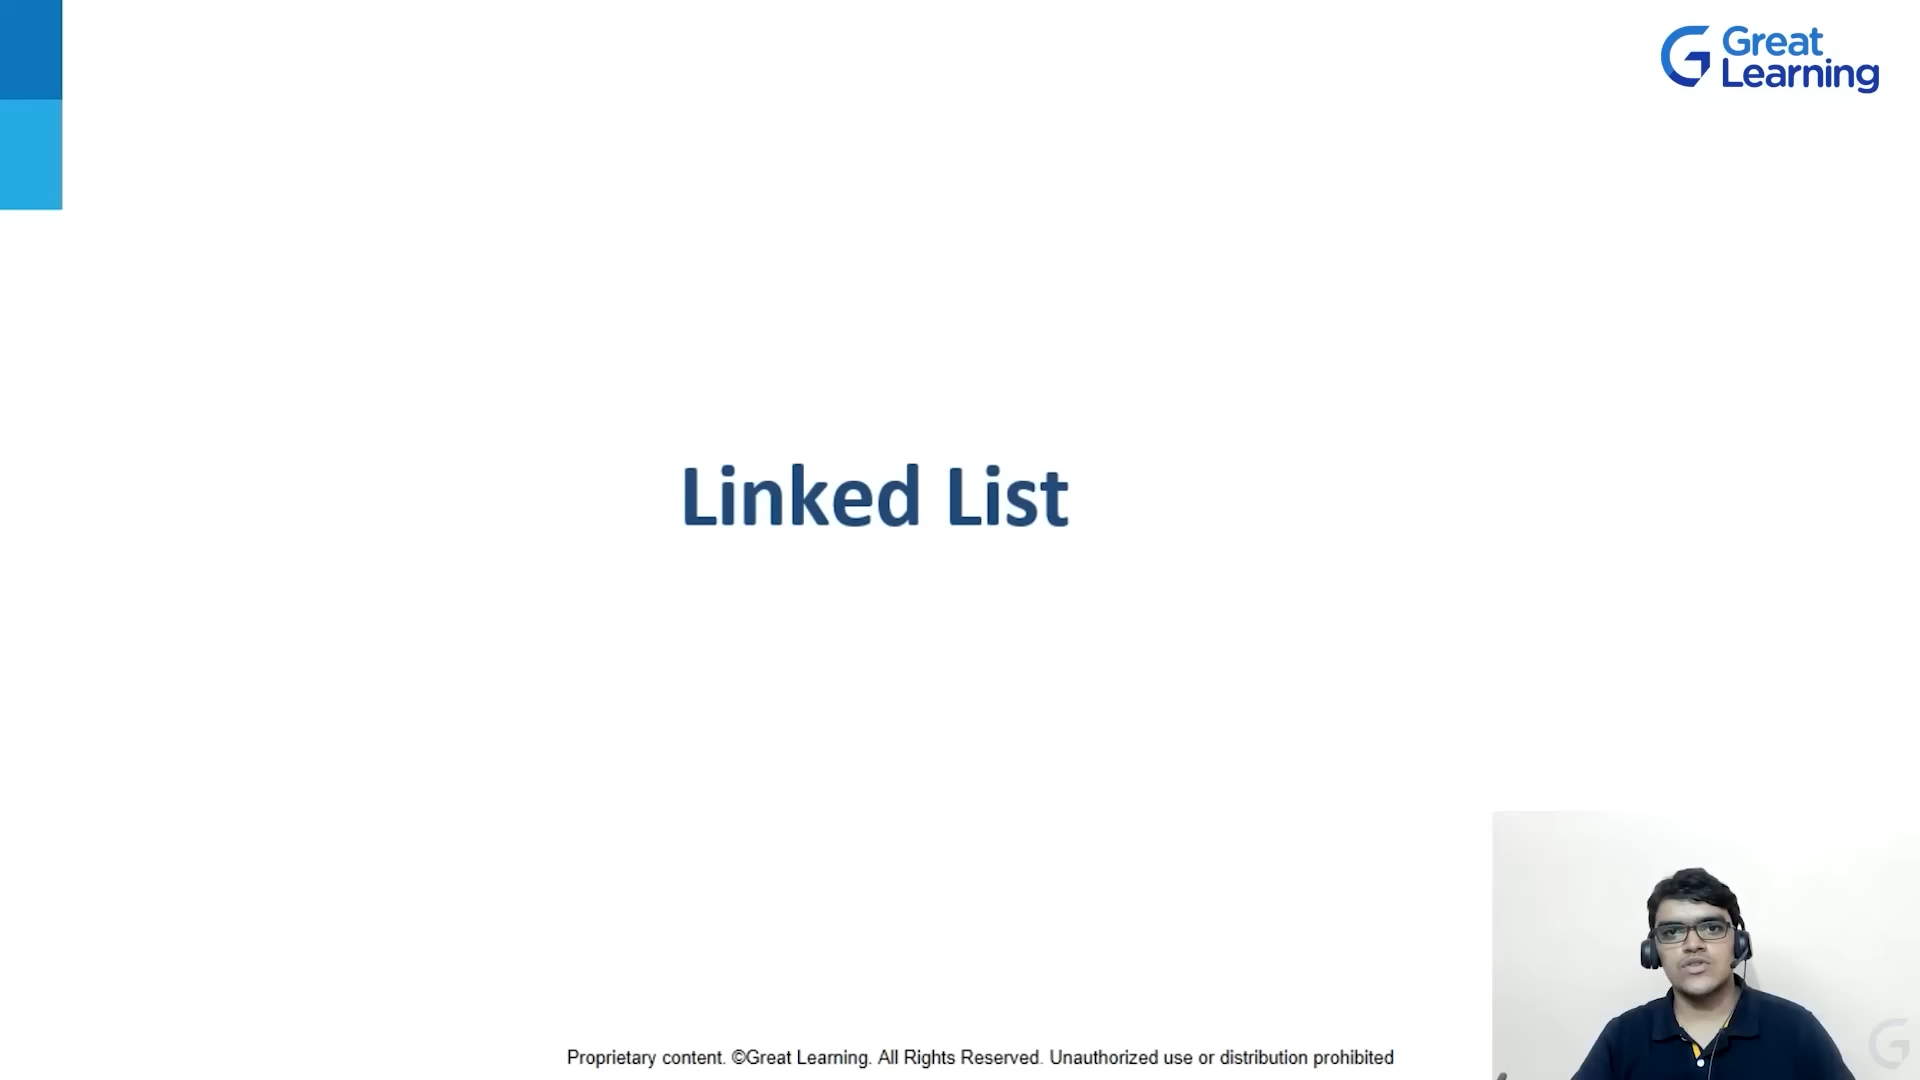 Great
Learning
Linked List
Proprietary content. ©Great Learning. All Rights Reserved. Unauthorized use or distribution prohibited